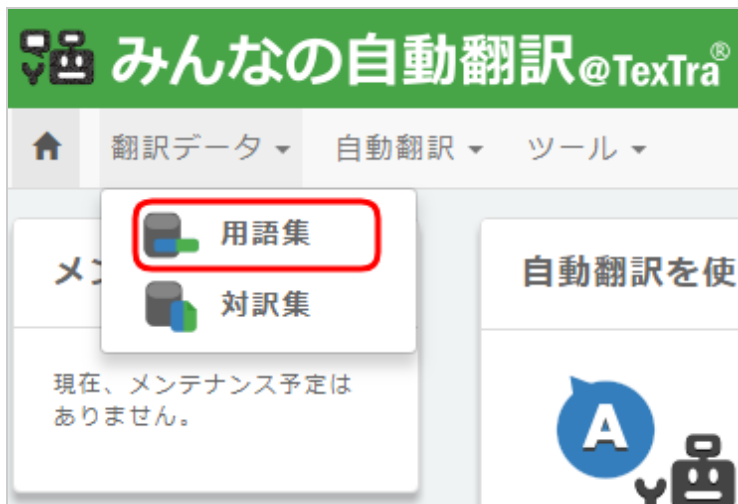 みんなの自動翻訳@TexTra®
翻訳データ 自動翻訳 ツール
用語集
対訳集
自動翻訳を使
現在、メンテナンス予定は
ありません。
A